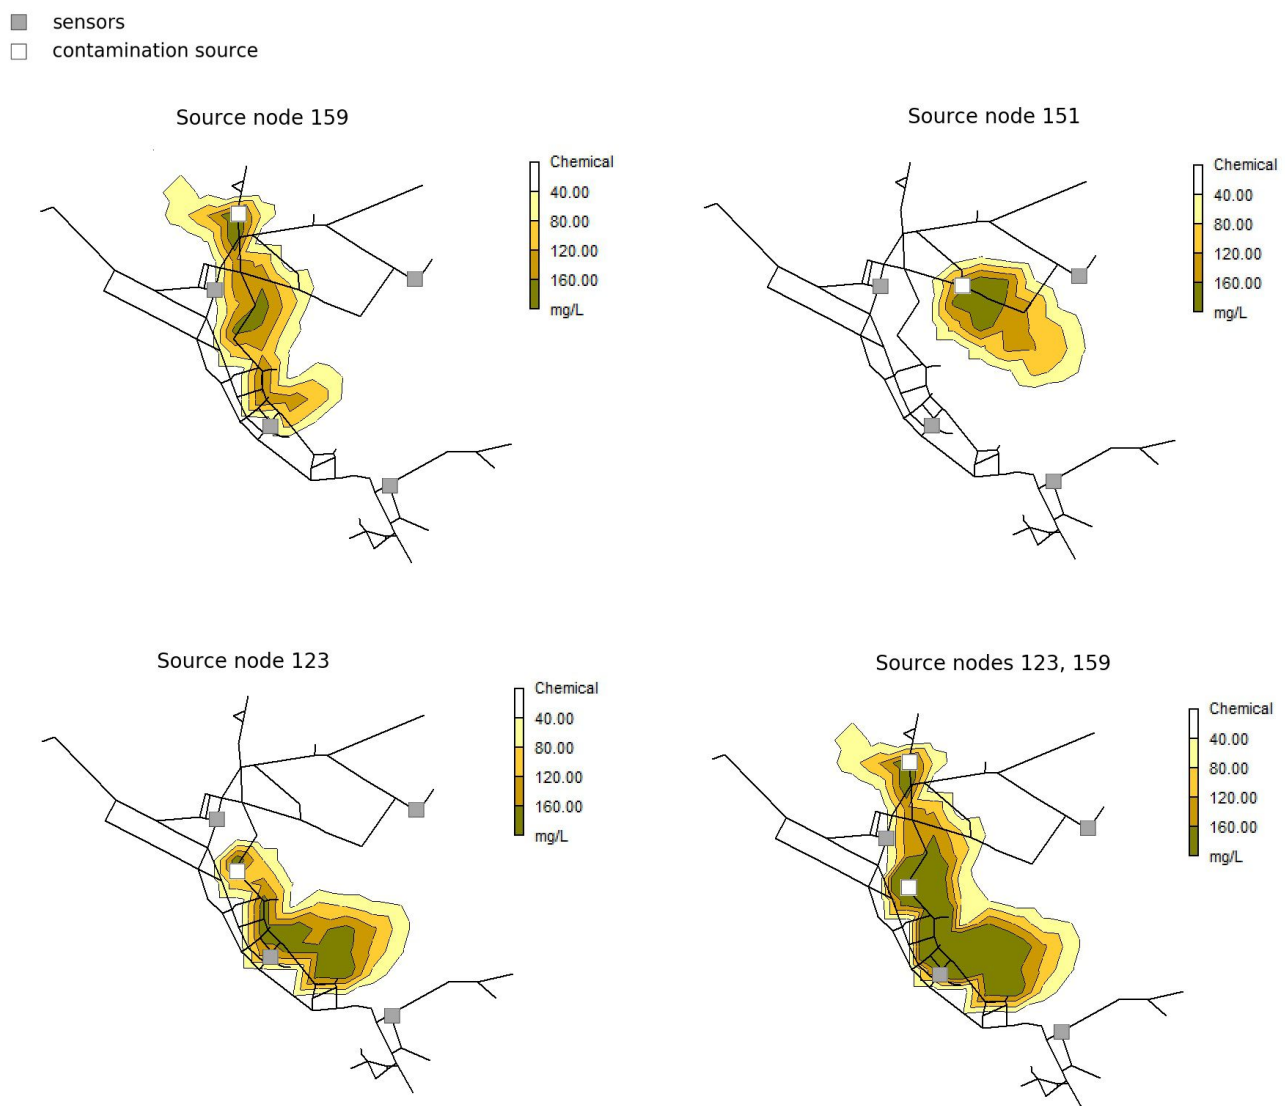 sensors
contamination source
Source node 159
Chemical
40.00
80.00
120.00
160.00
mg/L
Source node 151
Chemical
40.00
80.00
120.00
160.00
mg/L
Source node 123
Chemical
40.00
80.00
120.00
160.00
mg/L
Source nodes 123, 159
Chemical
40.00
80.00
120.00
160.00
mg/L